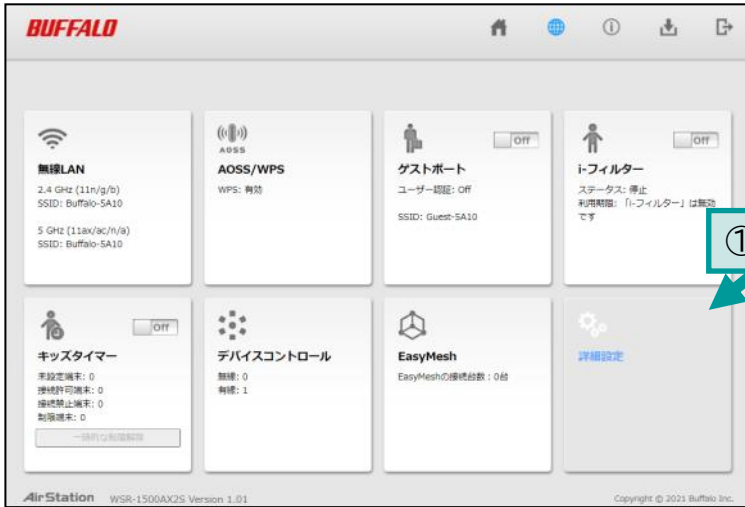 BUFFALO
無線LAN
2.4 GHz (11n/g/b)
SSID: Buffalo-5A10
5 GHz (11ax/ac/n/a)
SSID: Buffalo-5A10
AOSS
AOSS/WPS
WPS: 有効
Off
ゲストポート
ユーザー認証: Off
SSID: Guest-5A10
Off
i-フィルター
ステータス: 停止
利用期限: 「i-フィルター」は無効
です
①
Off
キッズタイマー
未設定端末: 0
接続許可端末: 0
接続禁止端末: 0
制限端末: 0
一時的な制限解除
デバイスコントロール
無線: 0
有線: 1
EasyMesh
EasyMeshの接続台数：0台
詳細設定
AirStation WSR-1500AX2S Version 1.01
Copyright © 2021 Buffalo Inc.